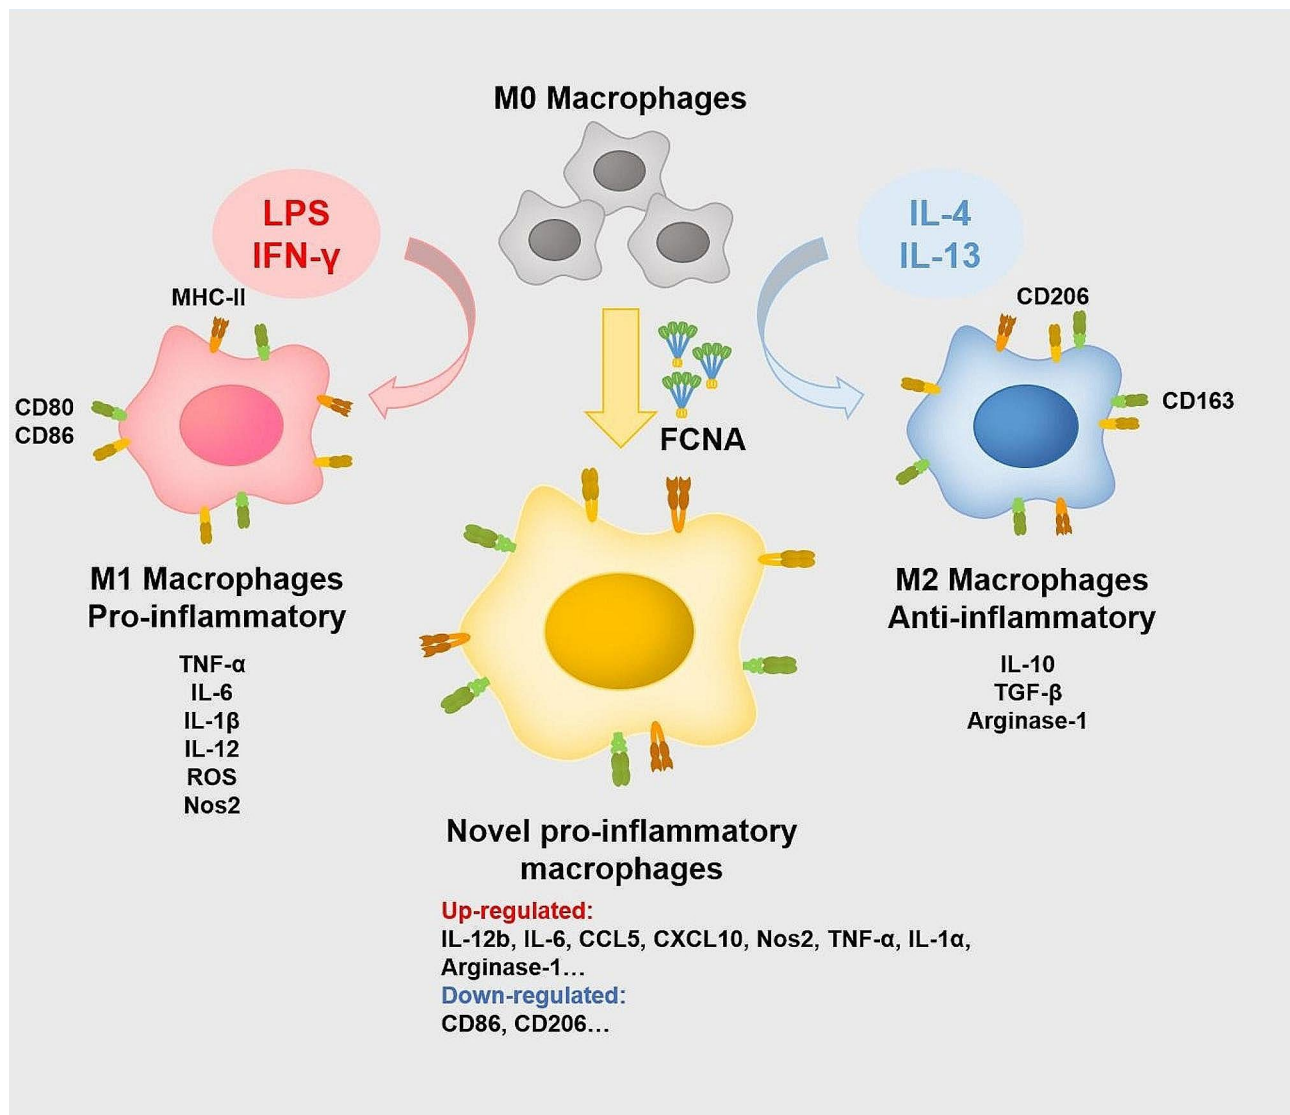 M0 Macrophages
LPS
IFN-γ
IL-4
IL-13
MHC-II
CD206
CD80
CD86
CD163
FCNA
M1 Macrophages
Pro-inflammatory
TNF-α
IL-6
IL-1β
IL-12
ROS
Nos2
M2 Macrophages
Anti-inflammatory
IL-10
TGF-β
Arginase-1
Novel pro-inflammatory
macrophages
Up-regulated:
IL-12b, IL-6, CCL5, CXCL10, Nos2, TNF-α, IL-1α,
Arginase-1…
Down-regulated:
CD86, CD206…